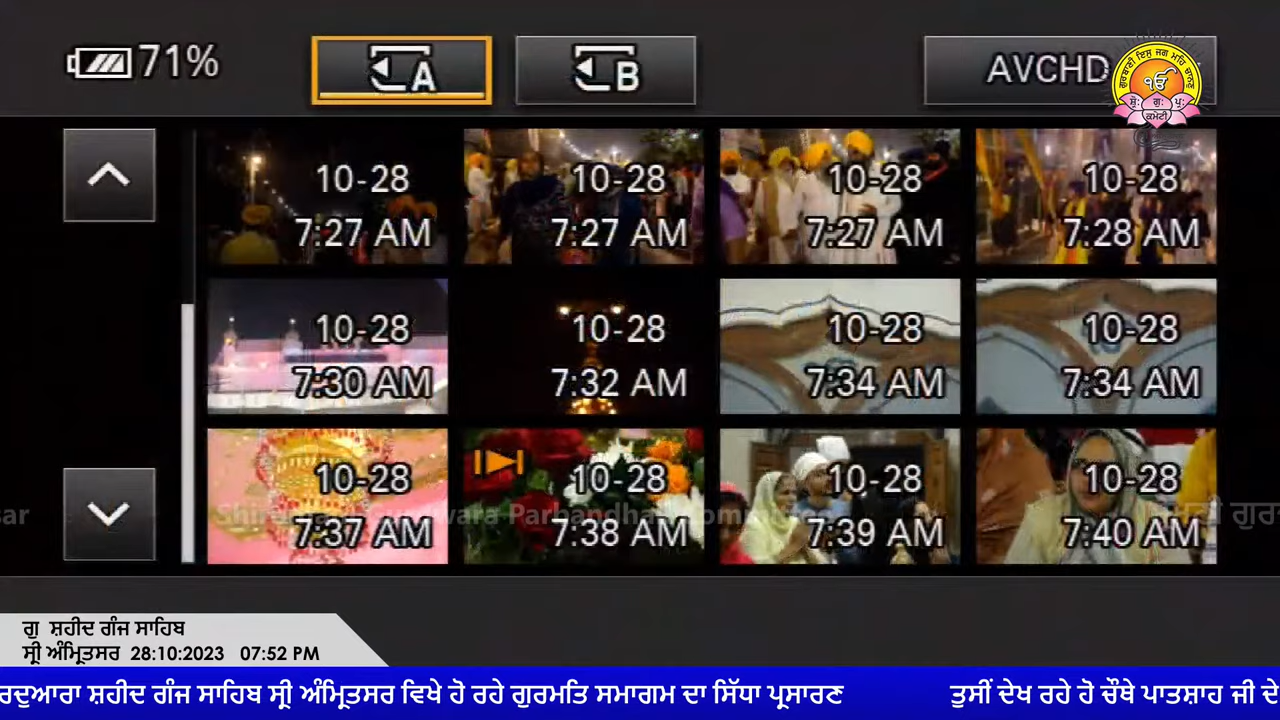 71%
A
B
AVCHD
ੴ
ਸ਼੍ਰੋ: ਗੁ: ਪ੍ਰ:
ਕਮੇਟੀ
10-28 10-28 10-28 10-28
7:27 AM 7:27 AM 7:27 AM 7:28 AM
10-28 10-28 10-28 10-28
7:30 AM 7:32 AM 7:34 AM 7:34 AM
10-28 10-28 10-28 10-28
7:37 AM 7:38 AM 7:39 AM 7:40 AM
ਗੁ ਸ਼ਹੀਦ ਗੰਜ ਸਾਹਿਬ
ਸ੍ਰੀ ਅੰਮ੍ਰਿਤਸਰ 28:10:2023 07:52 PM
ਰਦੁਆਰਾ ਸ਼ਹੀਦ ਗੰਜ ਸਾਹਿਬ ਸ੍ਰੀ ਅੰਮ੍ਰਿਤਸਰ ਵਿਖੇ ਹੋ ਰਹੇ ਗੁਰਮਤਿ ਸਮਾਗਮ ਦਾ ਸਿੱਧਾ ਪ੍ਰਸਾਰਣ ਤੁਸੀਂ ਦੇਖ ਰਹੇ ਹੋ ਚੌਥੇ ਪਾਤਸ਼ਾਹ ਜੀ ਦੇ